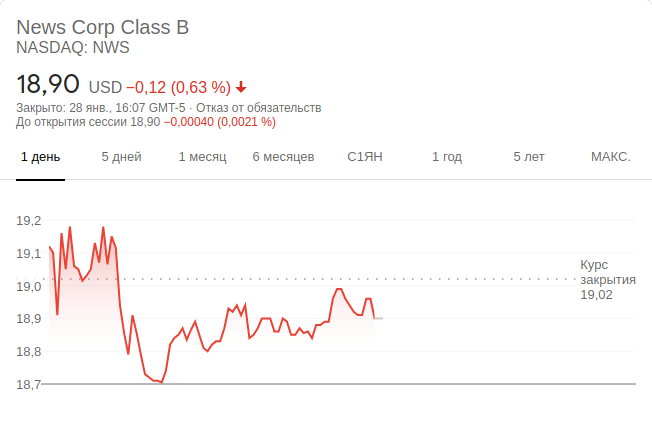 News Corp Class B
NASDAQ: NWS
18,90 USD −0,12 (0,63 %)
Закрыто: 28 янв., 16:07 GMT-5 · Отказ от обязательств
До открытия сессии 18,90 −0,00040 (0,0021 %)
1 день 5 дней 1 месяц 6 месяцев С1ЯН 1 год 5 лет МАКС.
19,2
19,1
19,0
18,9
18,8
18,7
Курс
закрытия
19,02